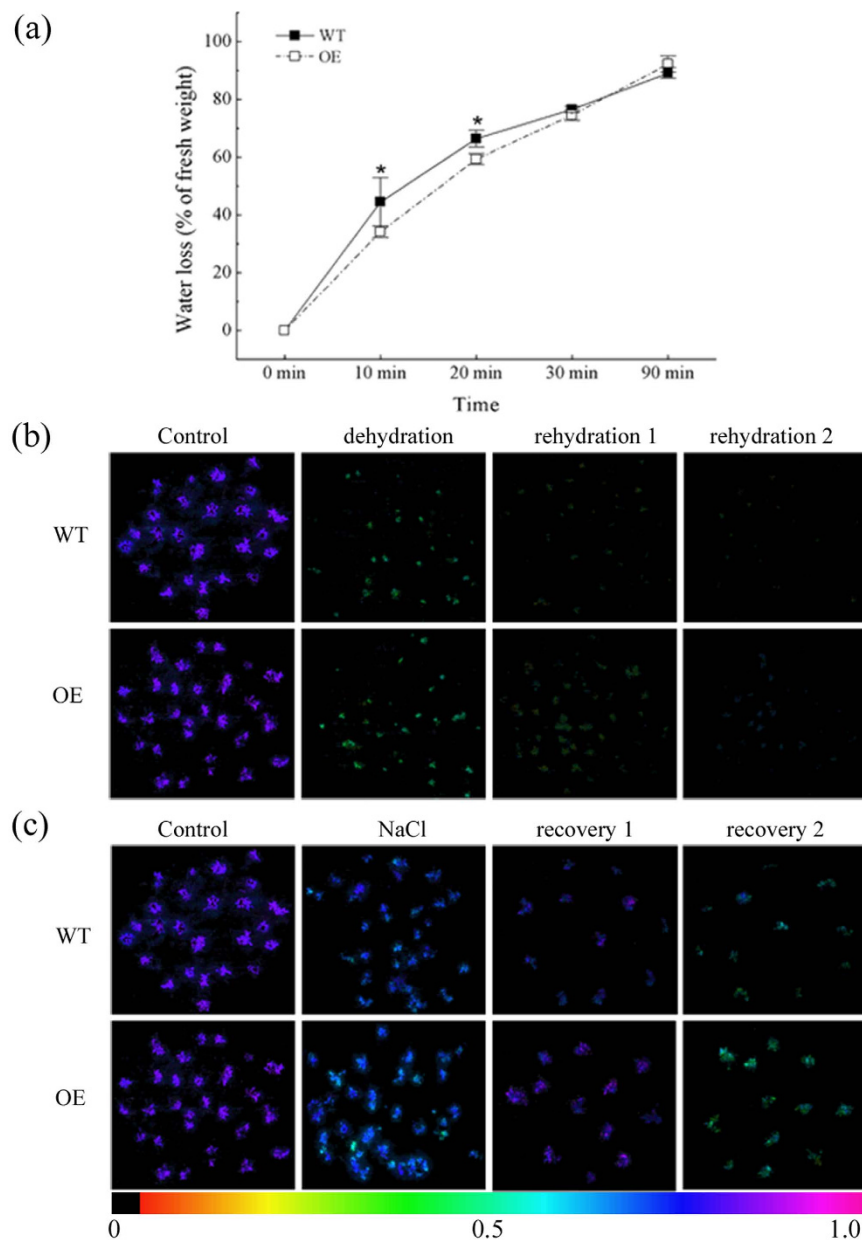 (a)
WT
OE
100
80
60
40
20
0
Water loss (% of fresh weight)
*
*
0 min 10 min 20 min 30 min 90 min
Time
(b)
Control dehydration rehydration 1 rehydration 2
WT
OE
(c)
Control NaCl recovery 1 recovery 2
WT
OE
0 0.5 1.0